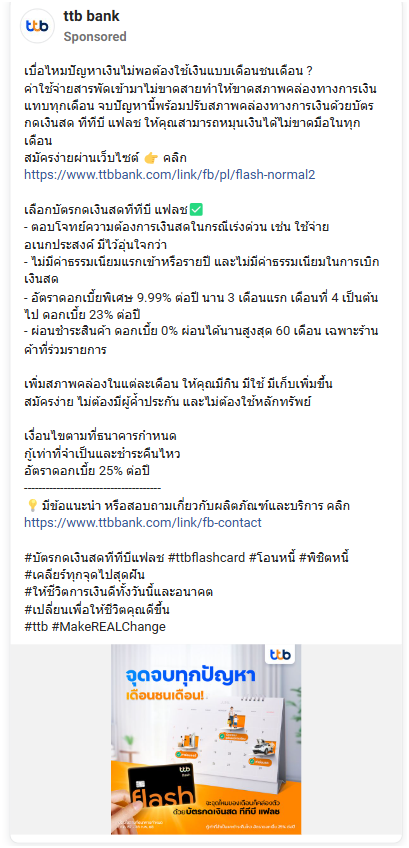 ttb
ttb bank
Sponsored
เบื่อไหมปัญหาเงินไม่พอต้องใช้เงินแบบเดือนชนเดือน ?
ค่าใช้จ่ายสารพัดเข้ามาไม่ขาดสายทำให้ขาดสภาพคล่องทางการเงิน
แทบทุกเดือน จบปัญหานี้พร้อมปรับสภาพคล่องทางการเงินด้วยบัตร
กดเงินสด ทีทีบี แฟลช ให้คุณสามารถหมุนเงินได้ไม่ขาดมือในทุก
เดือน
สมัครง่ายผ่านเว็บไซต์ 👉 คลิก
https://www.ttbbank.com/link/fb/pl/flash-normal2
เลือกบัตรกดเงินสดทีทีบี แฟลช✅
- ตอบโจทย์ความต้องการเงินสดในกรณีเร่งด่วน เช่น ใช้จ่าย
อเนกประสงค์ มีไว้อุ่นใจกว่า
- ไม่มีค่าธรรมเนียมแรกเข้าหรือรายปี และไม่มีค่าธรรมเนียมในการเบิก
เงินสด
- อัตราดอกเบี้ยพิเศษ 9.99% ต่อปี นาน 3 เดือนแรก เดือนที่ 4 เป็นต้น
ไป ดอกเบี้ย 23% ต่อปี
- ผ่อนชำระสินค้า ดอกเบี้ย 0% ผ่อนได้นานสูงสุด 60 เดือน เฉพาะร้าน
ค้าที่ร่วมรายการ
เพิ่มสภาพคล่องในแต่ละเดือน ให้คุณมีกิน มีใช้ มีเก็บเพิ่มขึ้น
สมัครง่าย ไม่ต้องมีผู้ค้ำประกัน และไม่ต้องใช้หลักทรัพย์
เงื่อนไขตามที่ธนาคารกำหนด
กู้เท่าที่จำเป็นและชำระคืนไหว
อัตราดอกเบี้ย 25% ต่อปี
--------------------------------------
💡มีข้อแนะนำ หรือสอบถามเกี่ยวกับผลิตภัณฑ์และบริการ คลิก
https://www.ttbbank.com/link/fb-contact
#บัตรกดเงินสดทีทีบีแฟลช #ttbflashcard #โอนหนี้ #พิชิตหนี้
#เคลียร์ทุกจุดไปสุดฝัน
#ให้ชีวิตการเงินดีทั้งวันนี้และอนาคต
#เปลี่ยนเพื่อให้ชีวิตคุณดีขึ้น
#ttb #MakeREALChange
ttb
จุดจบทุกปัญหา
เดือนชนเดือน!
ttb
flash
จะจุดไหนของเดือนก็คล่องตัว
ด้วยบัตรกดเงินสด ทีทีบี แฟลช